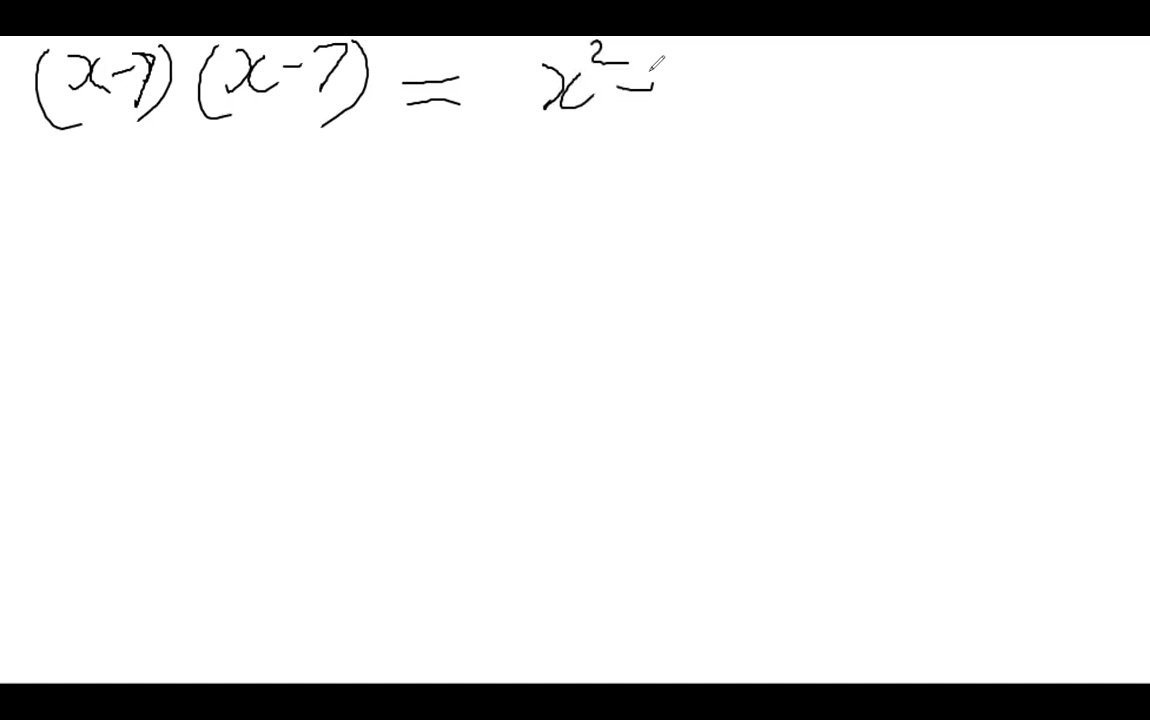 (x-7)(x-7) = x² -